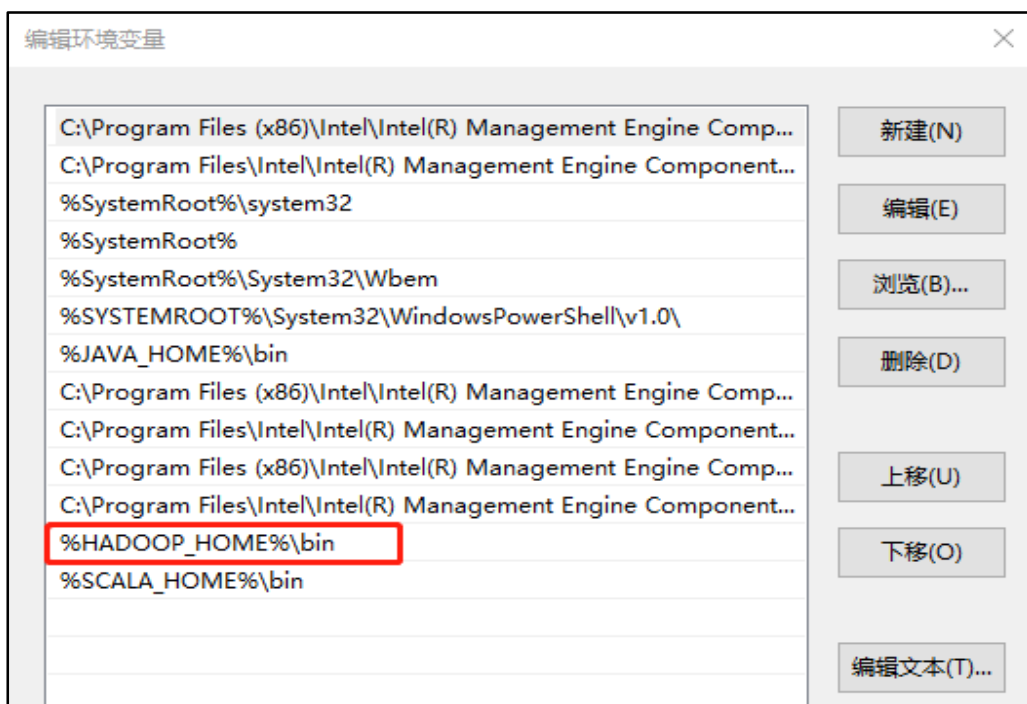 编辑环境变量
C:\Program Files (x86)\Intel\Intel(R) Management Engine Comp...
C:\Program Files\Intel\Intel(R) Management Engine Component...
%SystemRoot%\system32
%SystemRoot%
%SystemRoot%\System32\Wbem
%SYSTEMROOT%\System32\WindowsPowerShell\v1.0\
%JAVA_HOME%\bin
C:\Program Files (x86)\Intel\Intel(R) Management Engine Comp...
C:\Program Files\Intel\Intel(R) Management Engine Component...
C:\Program Files (x86)\Intel\Intel(R) Management Engine Comp...
C:\Program Files\Intel\Intel(R) Management Engine Component...
%HADOOP_HOME%\bin
%SCALA_HOME%\bin
新建(N)
编辑(E)
浏览(B)...
删除(D)
上移(U)
下移(O)
编辑文本(T)...